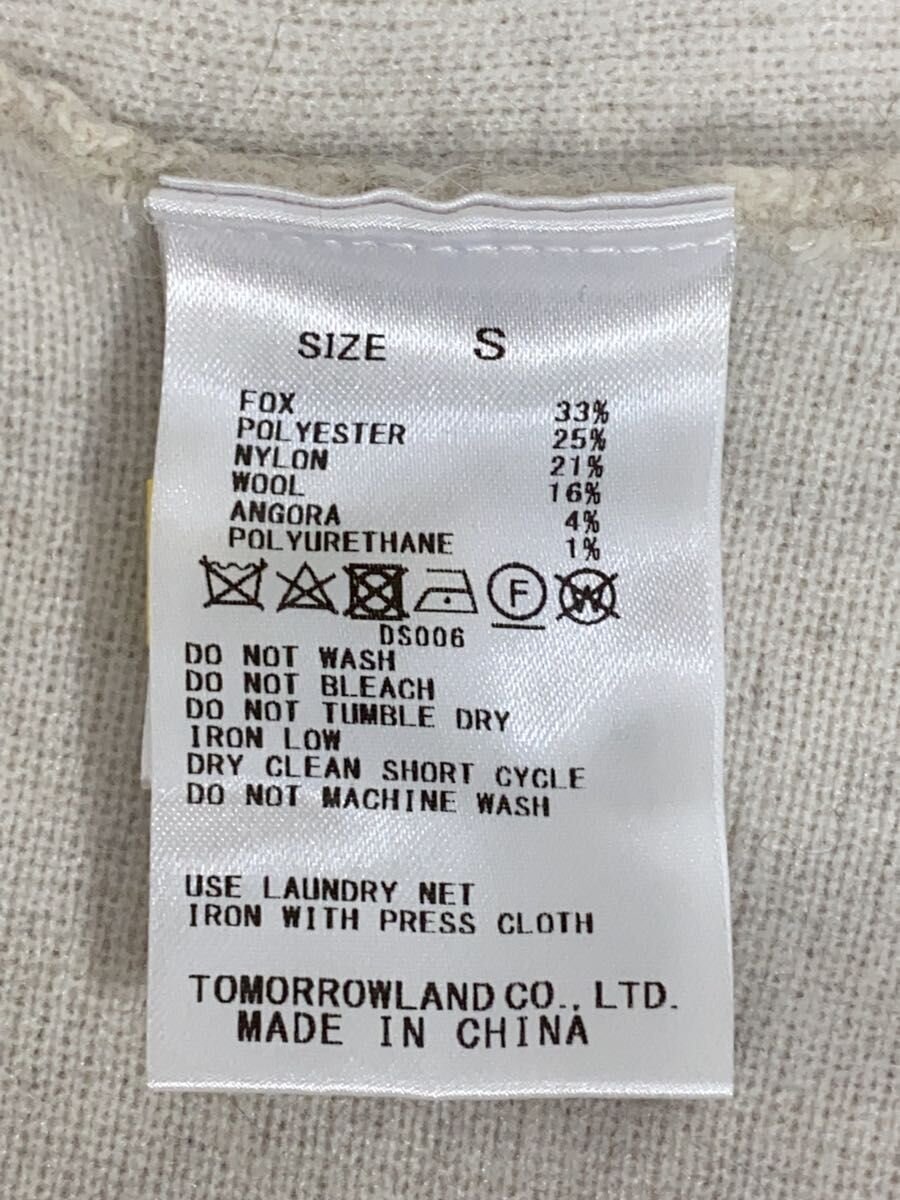 SIZE S
FOX 33%
POLYESTER 25%
NYLON 21%
WOOL 16%
ANGORA 4%
POLYURETHANE 1%
F W
DS006
DO NOT WASH
DO NOT BLEACH
DO NOT TUMBLE DRY
IRON LOW
DRY CLEAN SHORT CYCLE
DO NOT MACHINE WASH
USE LAUNDRY NET
IRON WITH PRESS CLOTH
TOMORROWLAND CO., LTD.
MADE IN CHINA